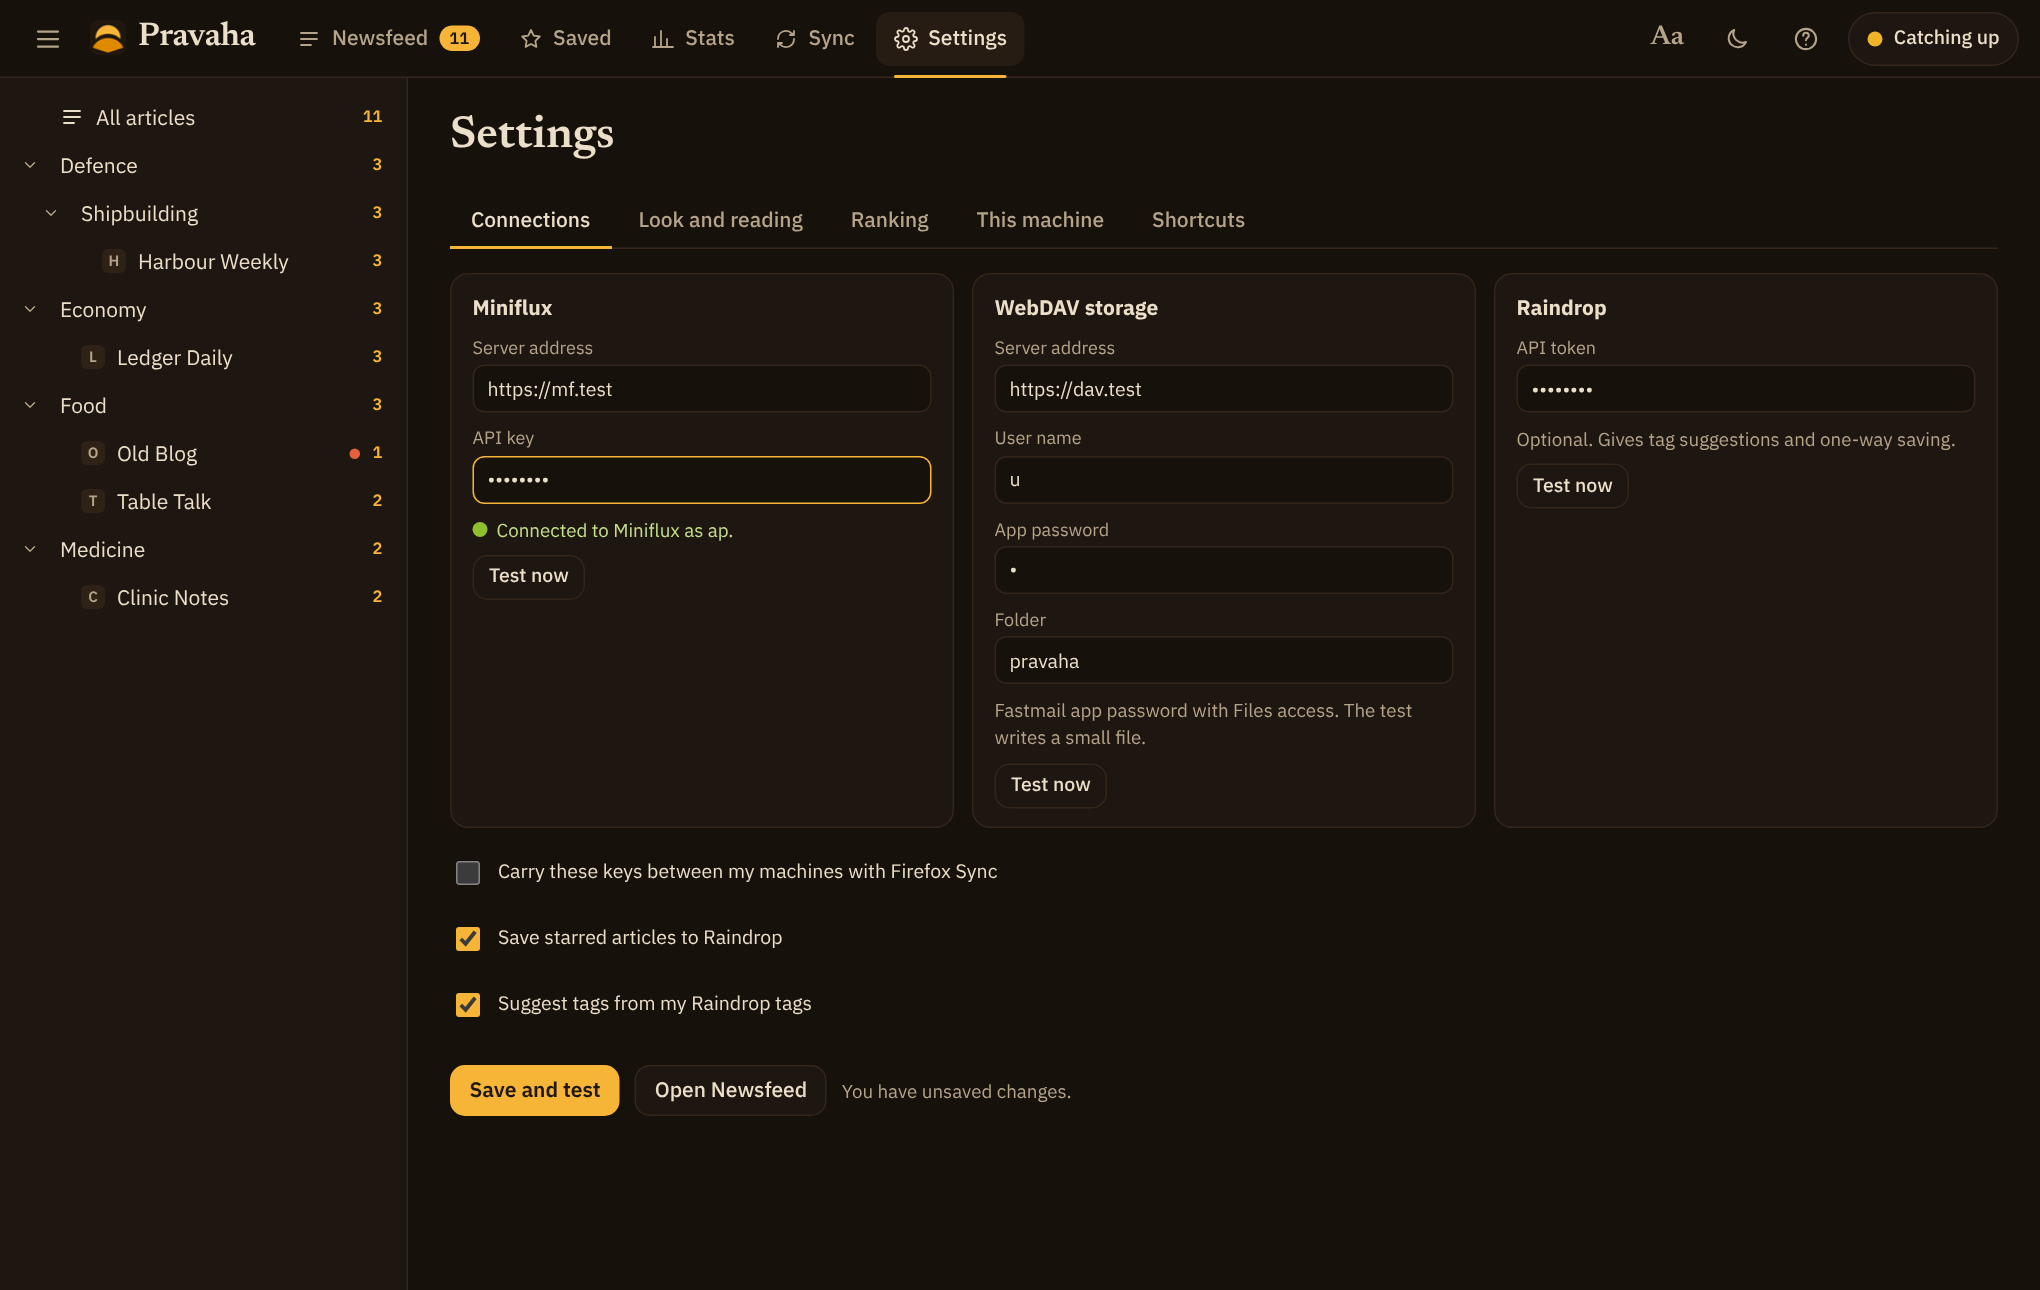 Pravaha
Newsfeed 11
Saved
Stats
Sync
Settings
Aa
Catching up
All articles 11
Defence 3
Shipbuilding 3
H Harbour Weekly 3
Economy 3
L Ledger Daily 3
Food 3
O Old Blog 1
T Table Talk 2
Medicine 2
C Clinic Notes 2
Settings
Connections
Look and reading
Ranking
This machine
Shortcuts
Miniflux
Server address
https://mf.test
API key
••••••••
Connected to Miniflux as ap.
Test now
WebDAV storage
Server address
https://dav.test
User name
u
App password
•
Folder
pravaha
Fastmail app password with Files access. The test
writes a small file.
Test now
Raindrop
API token
••••••••
Optional. Gives tag suggestions and one-way saving.
Test now
Carry these keys between my machines with Firefox Sync
Save starred articles to Raindrop
Suggest tags from my Raindrop tags
Save and test
Open Newsfeed
You have unsaved changes.